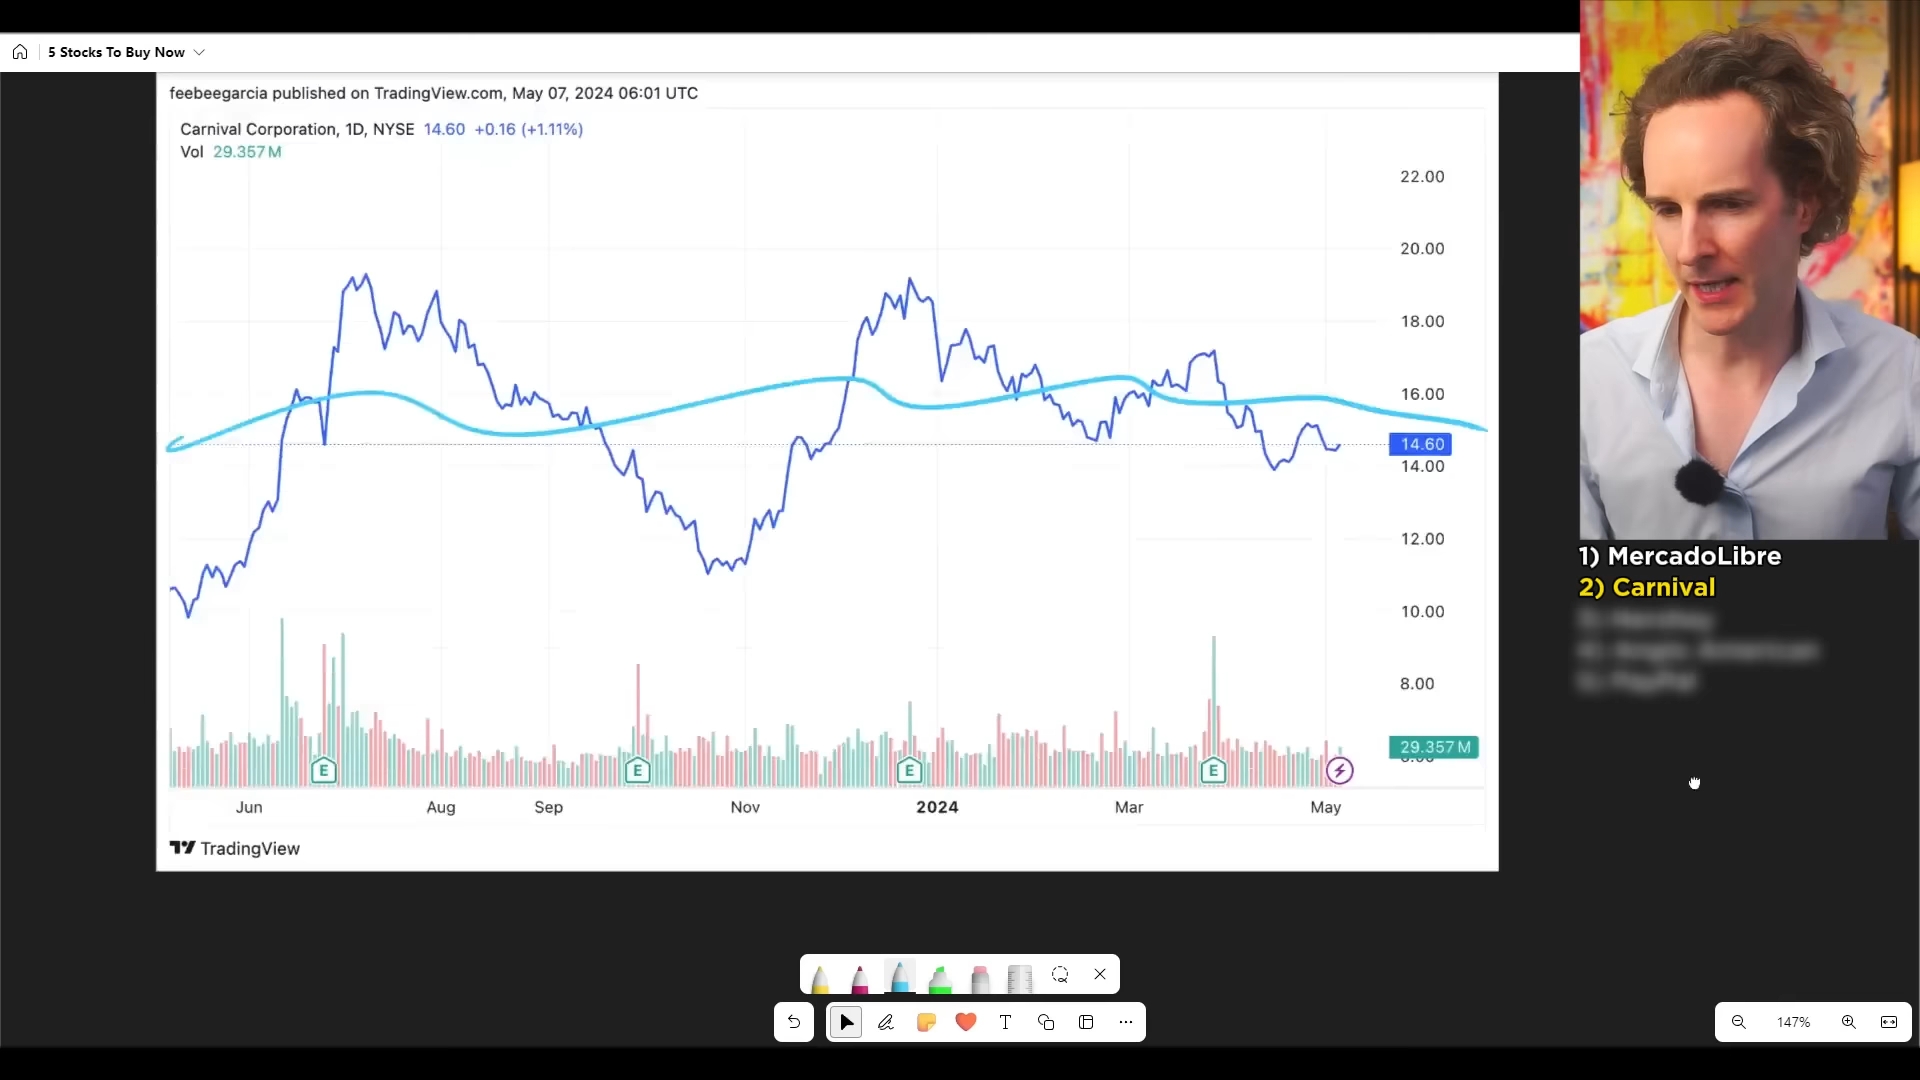 5 Stocks To Buy Now
feebeegarcia published on TradingView.com, May 07, 2024 06:01 UTC
Carnival Corporation, 1D, NYSE 14.60 +0.16 (+1.11%)
Vol 29.357 M
22.00
20.00
18.00
16.00
14.60
14.00
12.00
10.00
8.00
29.357 M
E
E
E
E
Jun
Aug
Sep
Nov
2024
Mar
May
TradingView
1) MercadoLibre
2) Carnival
T
147%